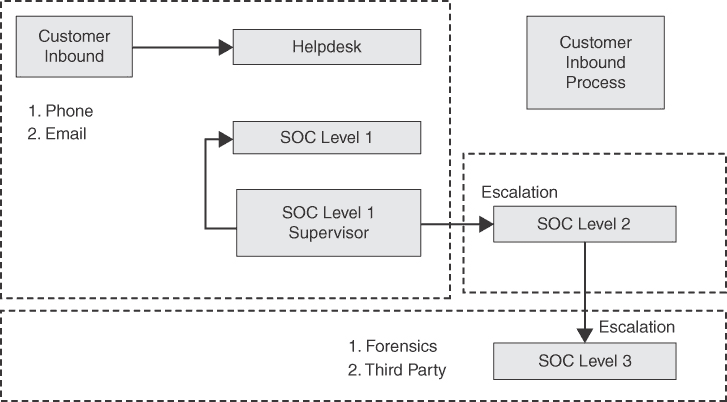 Customer
Inbound
Helpdesk
Customer
Inbound
Process
1. Phone
2. Email
SOC Level 1
SOC Level 1
Supervisor
Escalation
SOC Level 2
Escalation
1. Forensics
2. Third Party
SOC Level 3